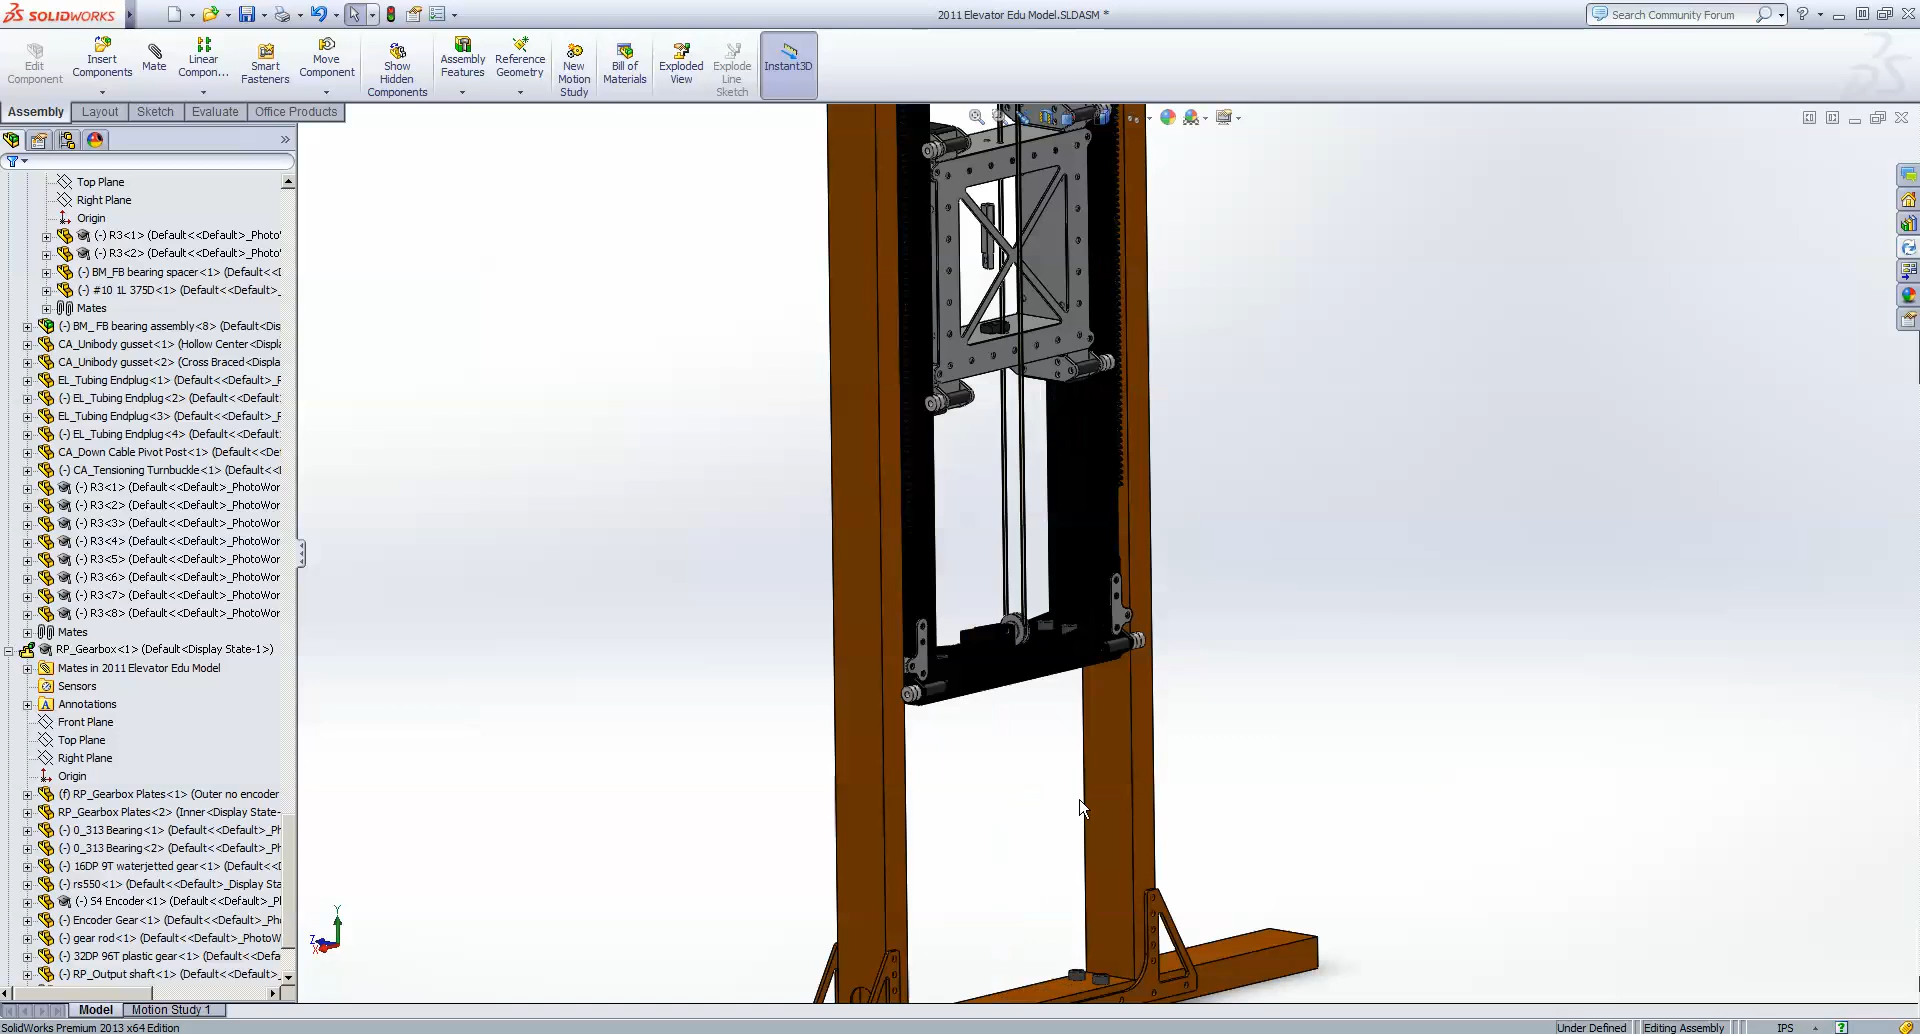 SOLIDWORKS
2011 Elevator Edu Model.SLDASM *
Search Community Forum
Edit Component
Insert Components
Mate
Linear Compon...
Smart Fasteners
Move Component
Show Hidden Components
Assembly Features
Reference Geometry
New Motion Study
Bill of Materials
Exploded View
Explode Line Sketch
Instant3D
Assembly Layout Sketch Evaluate Office Products
Top Plane
Right Plane
Origin
(-) R3<1> (Default<<Default>_Photo
(-) R3<2> (Default<<Default>_Photo
(-) BM_FB bearing spacer<1> (Default<<
(-) #10 1L 375D<1> (Default<<Default>_
Mates
(-) BM_ FB bearing assembly<8> (Default<Dis
CA_Unibody gusset<1> (Hollow Center<Displa
CA_Unibody gusset<2> (Cross Braced<Displa
EL_Tubing Endplug<1> (Default<<Default>_F
(-) EL_Tubing Endplug<2> (Default<<Default
EL_Tubing Endplug<3> (Default<<Default>_F
(-) EL_Tubing Endplug<4> (Default<<Default
CA_Down Cable Pivot Post<1> (Default<<De
(-) CA_Tensioning Turnbuckle<1> (Default<<
(-) R3<1> (Default<<Default>_PhotoWor
(-) R3<2> (Default<<Default>_PhotoWor
(-) R3<3> (Default<<Default>_PhotoWor
(-) R3<4> (Default<<Default>_PhotoWor
(-) R3<5> (Default<<Default>_PhotoWor
(-) R3<6> (Default<<Default>_PhotoWor
(-) R3<7> (Default<<Default>_PhotoWor
(-) R3<8> (Default<<Default>_PhotoWor
Mates
RP_Gearbox<1> (Default<Display State-1>)
Mates in 2011 Elevator Edu Model
Sensors
Annotations
Front Plane
Top Plane
Right Plane
Origin
(f) RP_Gearbox Plates<1> (Outer no encoder
RP_Gearbox Plates<2> (Inner<Display State-
(-) 0_313 Bearing<1> (Default<<Default>_Ph
(-) 0_313 Bearing<2> (Default<<Default>_Ph
(-) 16DP 9T waterjetted gear<1> (Default<<
(-) rs550<1> (Default<<Default>_Display Sta
(-) S4 Encoder<1> (Default<<Default>_Pl
(-) Encoder Gear<1> (Default<<Default>_Pho
(-) gear rod<1> (Default<<Default>_PhotoW
(-) 32DP 96T plastic gear<1> (Default<<Defa
(-) RP_Output shaft<1> (Default<<Default>_
Y
Z
X
Model Motion Study 1
SolidWorks Premium 2013 x64 Edition
Under Defined Editing Assembly IPS